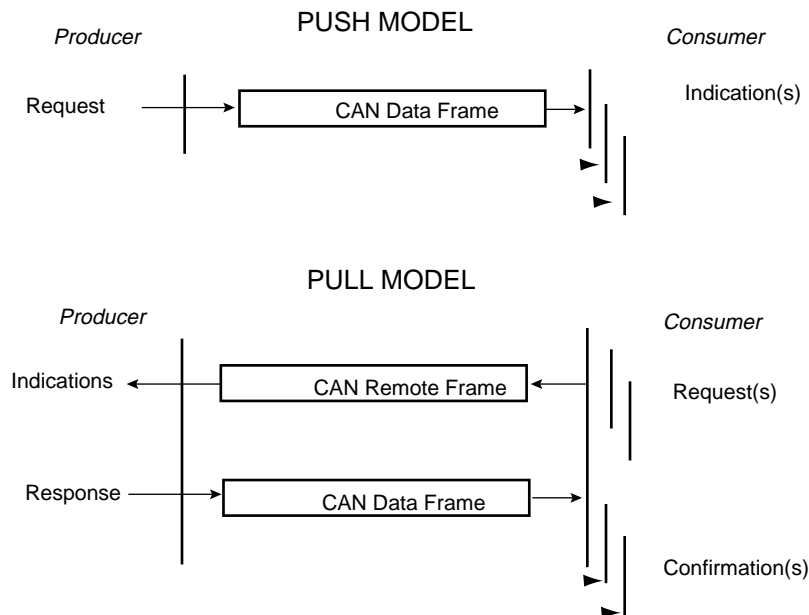 PUSH MODEL
Producer
Consumer
Request
CAN Data Frame
Indication(s)
PULL MODEL
Producer
Consumer
Indications
CAN Remote Frame
Request(s)
Response
CAN Data Frame
Confirmation(s)